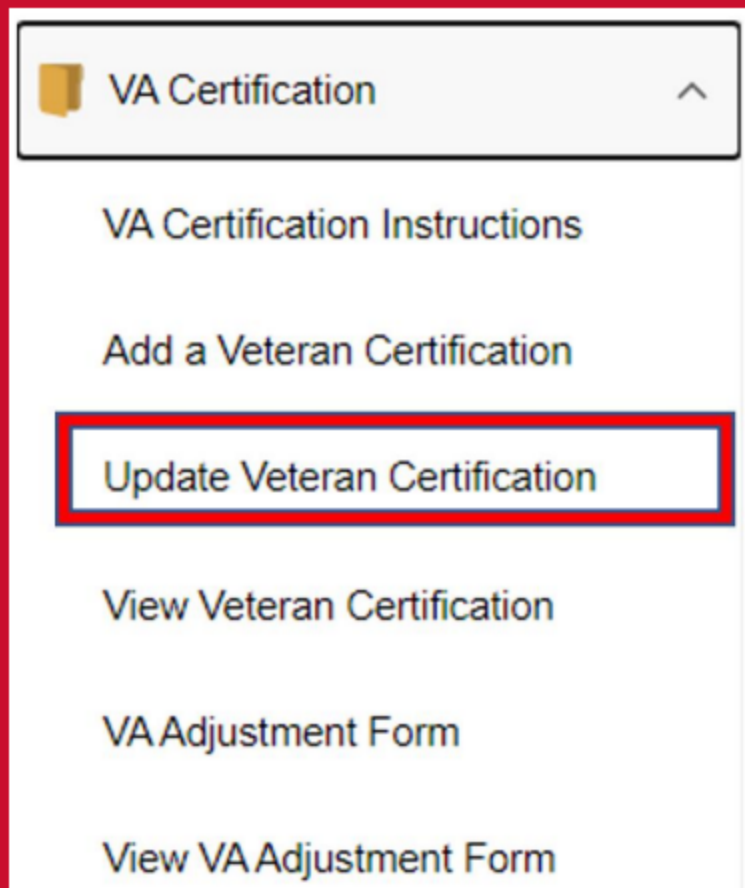 VA Certification
VA Certification Instructions
Add a Veteran Certification
Update Veteran Certification
View Veteran Certification
VA Adjustment Form
View VA Adjustment Form